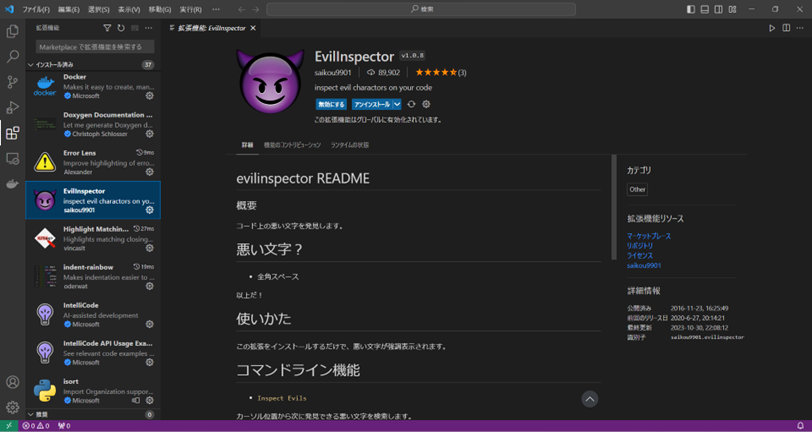 ファイル(F) 編集(E) 選択(S) 表示(V) 移動(G) 実行(R) ···
検索
拡張機能
Marketplace で拡張機能を検索する
インストール済み 37
Docker
Makes it easy to create, man...
Microsoft
Doxygen Documentation ...
Let me generate Doxygen d...
Christoph Schlosser
Error Lens 9ms
Improve highlighting of erro...
Alexander
EvilInspector
inspect evil characters on yo...
saikou9901
Highlight Matchin... 27ms
Highlights matching closing...
vincaslt
indent-rainbow 19ms
Makes indentation easier to ...
oderwat
IntelliCode
AI-assisted development
Microsoft
IntelliCode API Usage Exa...
See relevant code examples ...
Microsoft
isort
Import Organization suppor...
Microsoft
推奨 0
拡張機能: EvilInspector
EvilInspector v1.0.8
saikou9901 89,902 (3)
inspect evil characters on your code
無効にする アンインストール
この拡張機能はグローバルに有効化されています。
詳細 機能のコントリビューション ランタイムの状態
evilinspector README
概要
コード上の悪い文字を発見します。
悪い文字？
• 全角スペース
以上だ！
使いかた
この拡張をインストールするだけで、悪い文字が強調表示されます。
コマンドライン機能
• Inspect Evils
カーソル位置から次に発見できる悪い文字を検索します。
カテゴリ
Other
拡張機能リソース
マーケットプレース
リポジトリ
ライセンス
saikou9901
詳細情報
公開済み 2016-11-23, 16:25:49
前回のリリース日 2020-6-27, 20:14:21
最終更新 2023-10-30, 22:08:12
識別子 saikou9901.evilinspector
0 0 0